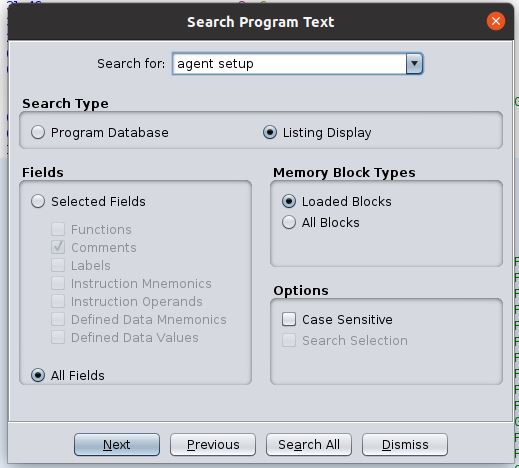 Search Program Text
Search for: agent setup
Search Type
Program Database
Listing Display
Fields
Selected Fields
Functions
Comments
Labels
Instruction Mnemonics
Instruction Operands
Defined Data Mnemonics
Defined Data Values
All Fields
Memory Block Types
Loaded Blocks
All Blocks
Options
Case Sensitive
Search Selection
Next Previous Search All Dismiss